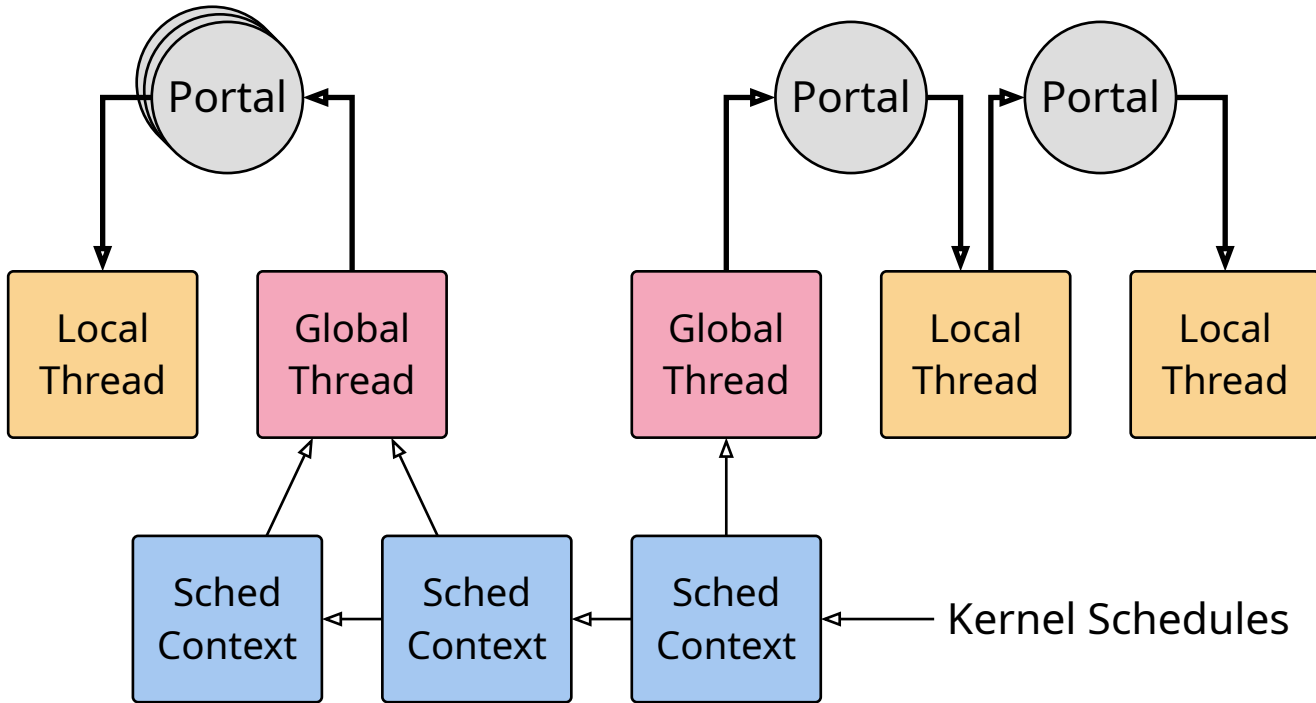 Portal
Portal
Portal
Local
Thread
Global
Thread
Global
Thread
Local
Thread
Local
Thread
Sched
Context
Sched
Context
Sched
Context
Kernel Schedules